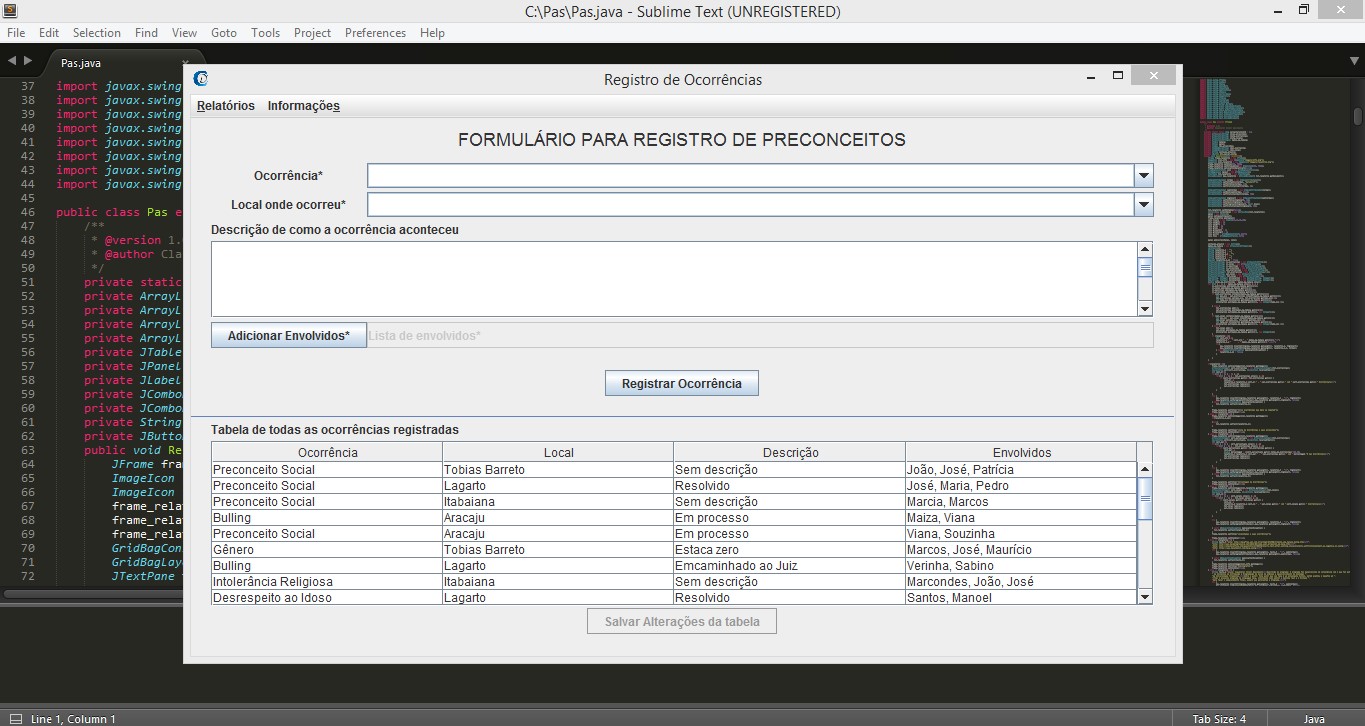 C:\Pas\Pas.java - Sublime Text (UNREGISTERED)
File Edit Selection Find View Goto Tools Project Preferences Help
Pas.java
37 import javax.swing
38 import javax.swing
39 import javax.swing
40 import javax.swing
41 import javax.swing
42 import javax.swing
43 import javax.swing
44 import javax.swing
45
46 public class Pas e
47 /**
48 * @version 1.
49 * @author Cla
50 */
51 private static
52 private ArrayL
53 private ArrayL
54 private ArrayL
55 private ArrayL
56 private JTable
57 private JPanel
58 private JLabel
59 private JCombo
60 private JCombo
61 private String
62 private JButto
63 public void Re
64 JFrame fram
65 ImageIcon
66 ImageIcon
67 frame_rela
68 frame_rela
69 frame_rela
70 GridBagCon
71 GridBagLay
72 JTextPane
Registro de Ocorrências
Relatórios Informações
FORMULÁRIO PARA REGISTRO DE PRECONCEITOS
Ocorrência*
Local onde ocorreu*
Descrição de como a ocorrência aconteceu
Adicionar Envolvidos* Lista de envolvidos*
Registrar Ocorrência
Tabela de todas as ocorrências registradas
Ocorrência Local Descrição Envolvidos
Preconceito Social Tobias Barreto Sem descrição João, José, Patrícia
Preconceito Social Lagarto Resolvido José, Maria, Pedro
Preconceito Social Itabaiana Sem descrição Marcia, Marcos
Bulling Aracaju Em processo Maiza, Viana
Preconceito Social Aracaju Em processo Viana, Souzinha
Gênero Tobias Barreto Estaca zero Marcos, José, Maurício
Bulling Lagarto Emcaminhado ao Juiz Verinha, Sabino
Intolerância Religiosa Itabaiana Sem descrição Marcondes, João, José
Desrespeito ao Idoso Lagarto Resolvido Santos, Manoel
Salvar Alterações da tabela
Line 1, Column 1 Tab Size: 4 Java